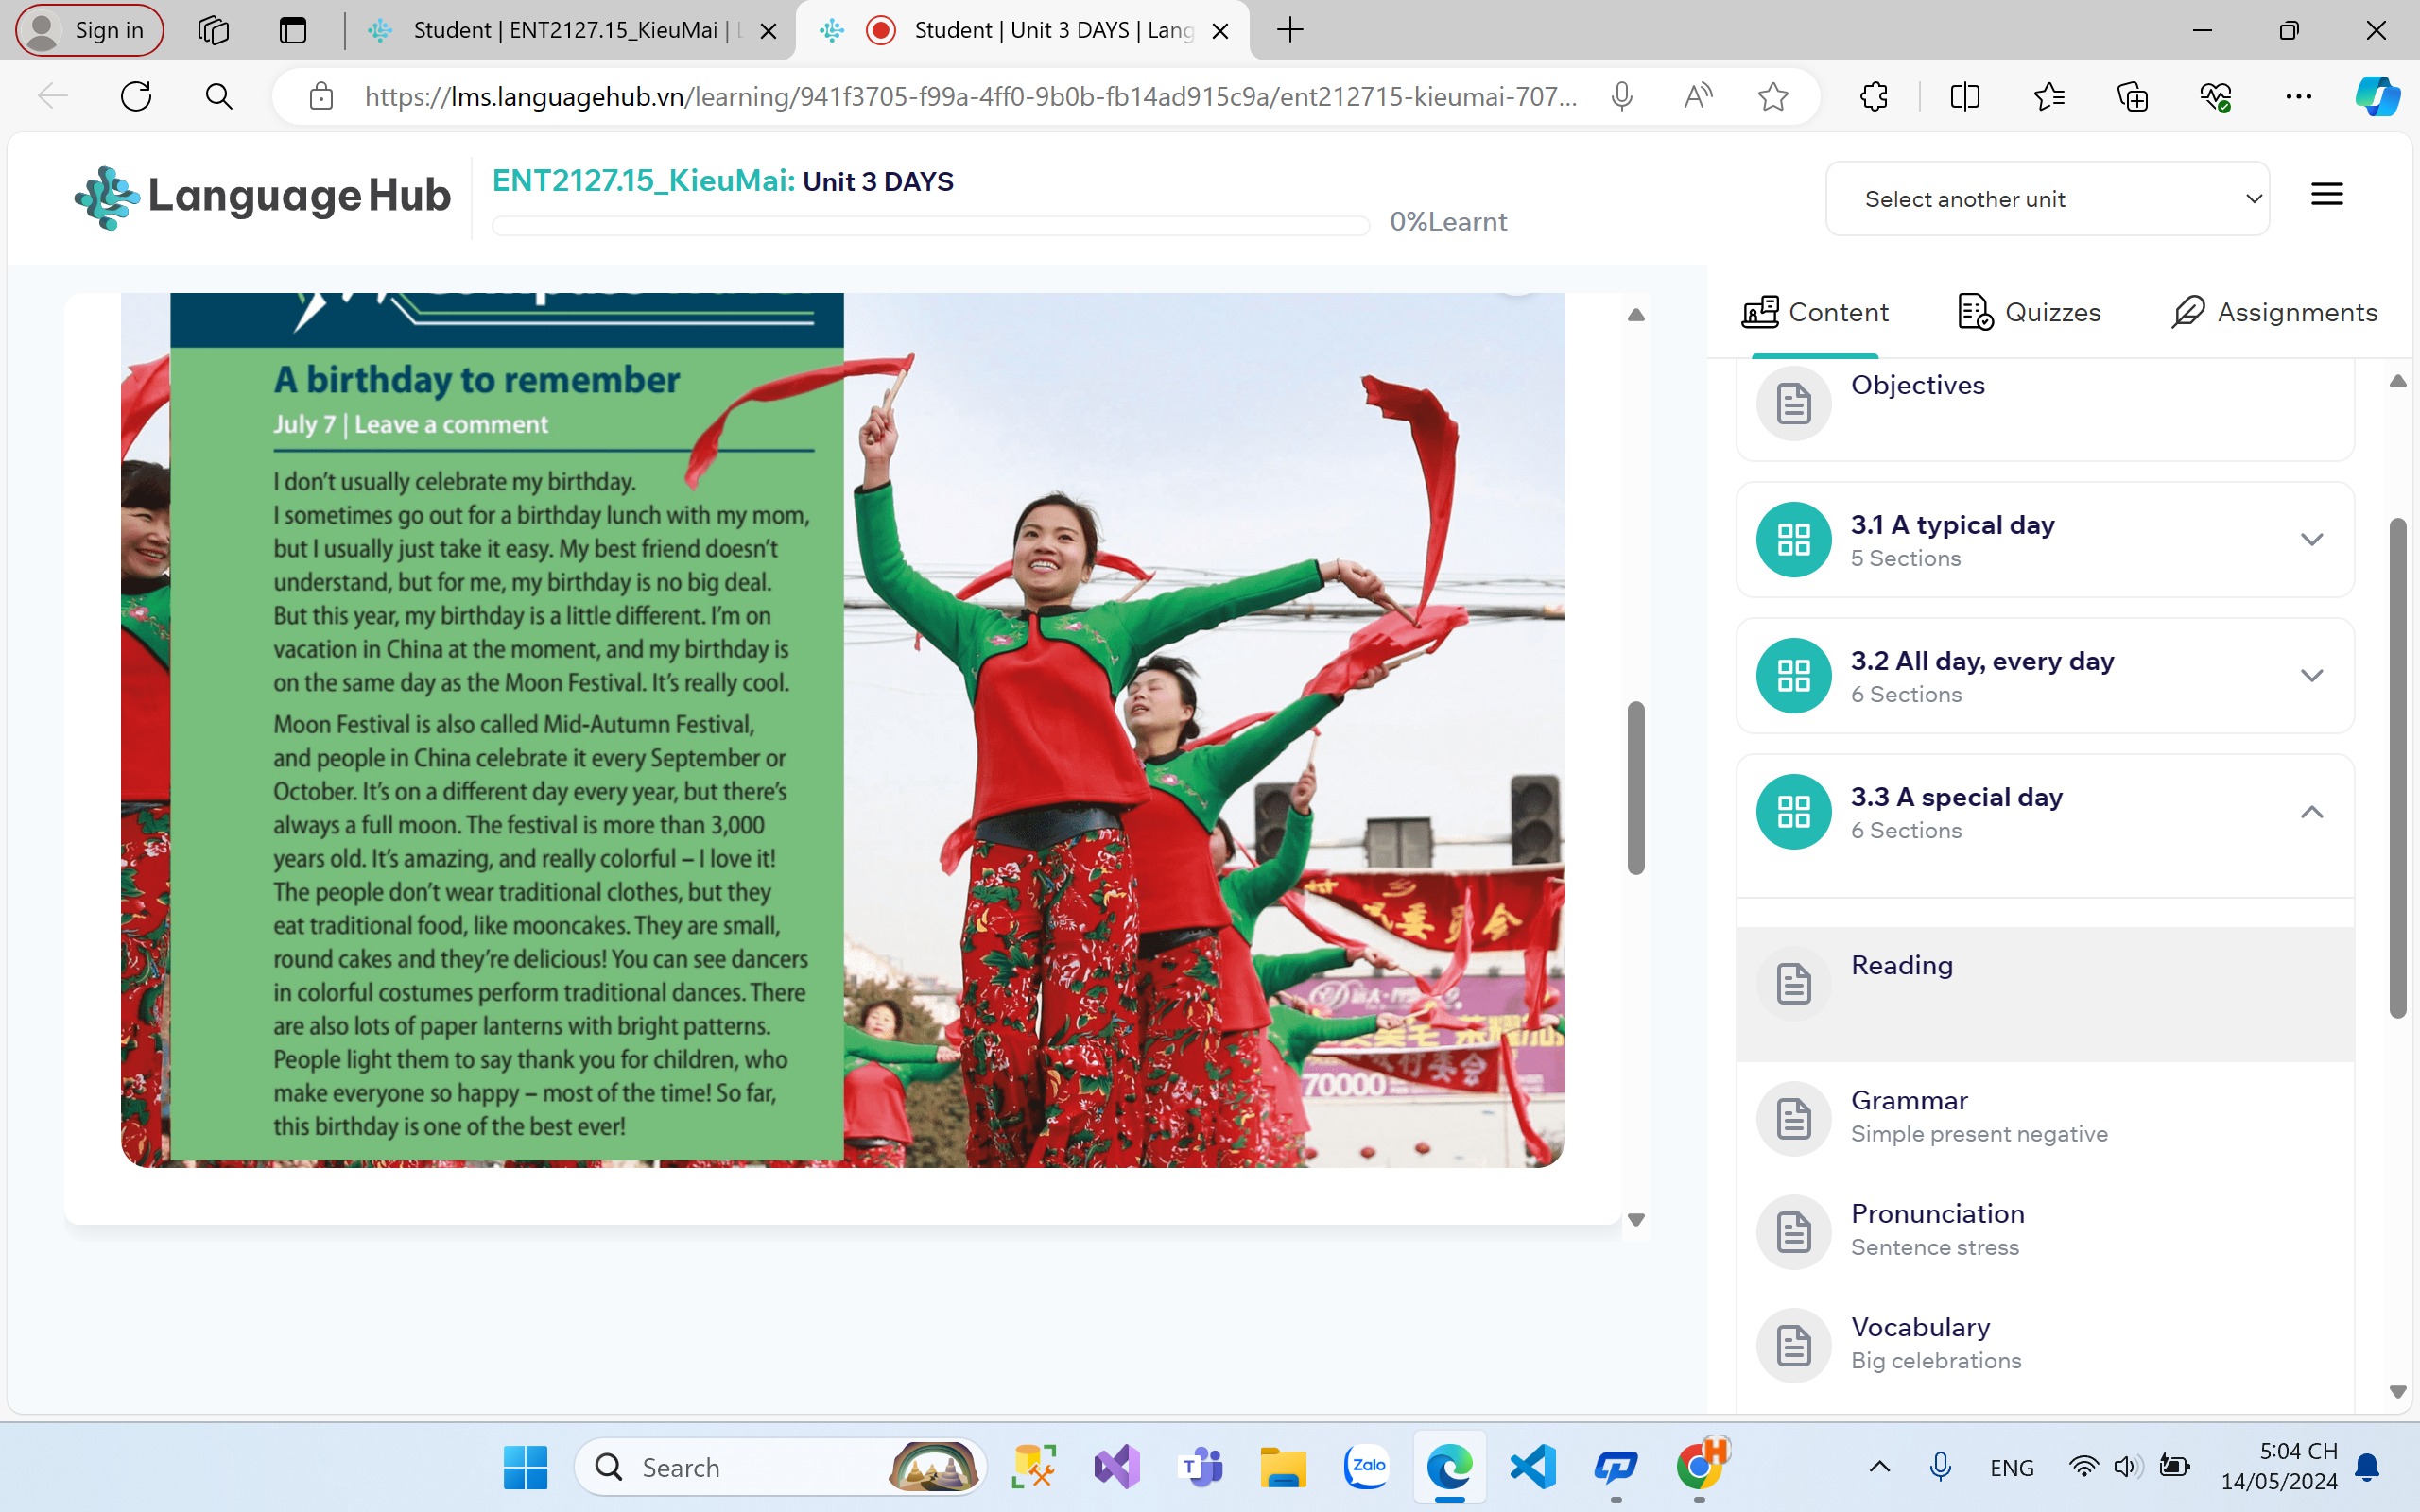 Sign in
Student | ENT2127.15_KieuMai | L
Student | Unit 3 DAYS | Lang
https://lms.languagehub.vn/learning/941f3705-f99a-4ff0-9b0b-fb14ad915c9a/ent212715-kieumai-707...
Language Hub
ENT2127.15_KieuMai: Unit 3 DAYS
0%Learnt
Select another unit
A birthday to remember
July 7 | Leave a comment
I don't usually celebrate my birthday.
I sometimes go out for a birthday lunch with my mom,
but I usually just take it easy. My best friend doesn't
understand, but for me, my birthday is no big deal.
But this year, my birthday is a little different. I'm on
vacation in China at the moment, and my birthday is
on the same day as the Moon Festival. It's really cool.
Moon Festival is also called Mid-Autumn Festival,
and people in China celebrate it every September or
October. It's on a different day every year, but there's
always a full moon. The festival is more than 3,000
years old. It's amazing, and really colorful – I love it!
The people don't wear traditional clothes, but they
eat traditional food, like mooncakes. They are small,
round cakes and they're delicious! You can see dancers
in colorful costumes perform traditional dances. There
are also lots of paper lanterns with bright patterns.
People light them to say thank you for children, who
make everyone so happy – most of the time! So far,
this birthday is one of the best ever!
委员会
行委会
70000
Content
Quizzes
Assignments
Objectives
3.1 A typical day
5 Sections
3.2 All day, every day
6 Sections
3.3 A special day
6 Sections
Reading
Grammar
Simple present negative
Pronunciation
Sentence stress
Vocabulary
Big celebrations
Search
Zalo
ENG
5:04 CH
14/05/2024